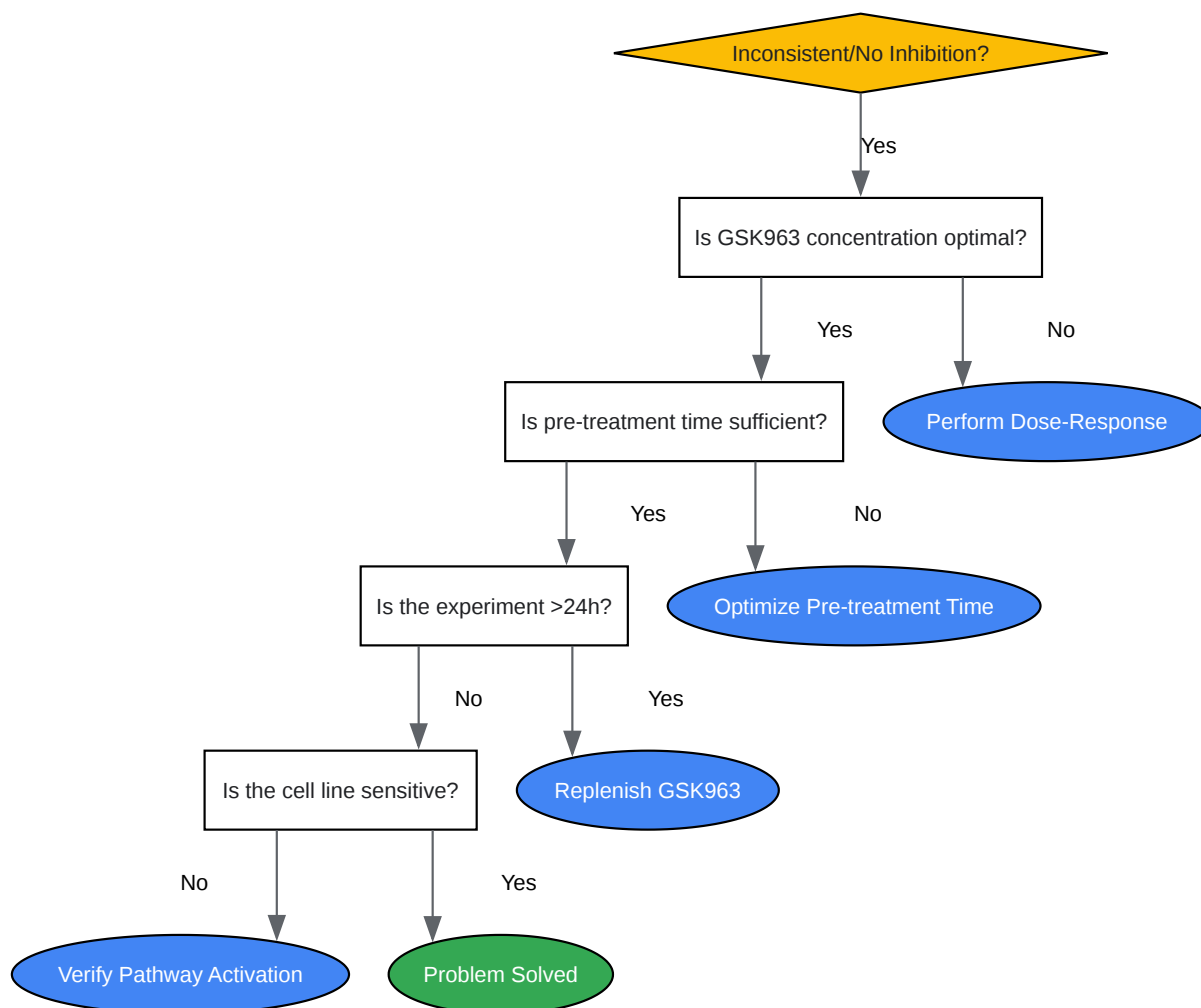 Inconsistent/No Inhibition?
Yes
Is GSK963 concentration optimal?
Yes
No
Is pre-treatment time sufficient?
Perform Dose-Response
Yes
No
Is the experiment >24h?
Optimize Pre-treatment Time
No
Yes
Is the cell line sensitive?
Replenish GSK963
No
Yes
Verify Pathway Activation
Problem Solved